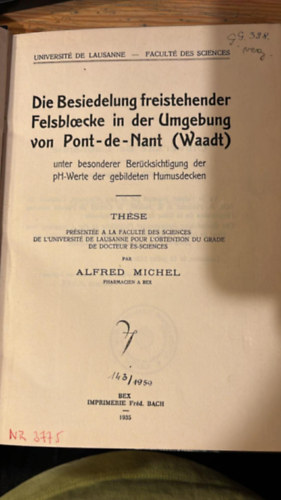 UNIVERSITÉ DE LAUSANNE — FACULTÉ DES SCIENCES
Die Besiedelung freistehender
Felsblœcke in der Umgebung
von Pont-de-Nant (Waadt)
unter besonderer Berücksichtigung der
pH-Werte der gebildeten Humusdecken
THÈSE
PRÉSENTÉE A LA FACULTÉ DES SCIENCES
DE L'UNIVERSITÉ DE LAUSANNE POUR L'OBTENTION DU GRADE
DE DOCTEUR ÈS-SCIENCES
PAR
ALFRED MICHEL
PHARMACIEN A BEX
BEX
IMPRIMERIE Fréd. BACH
1935
NZ 3775